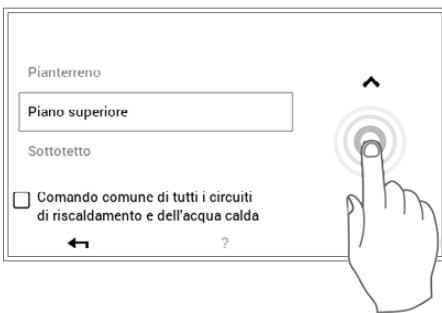 Pianterreno
Piano superiore
Sottotetto
Comando comune di tutti i circuiti
di riscaldamento e dell'acqua calda
?